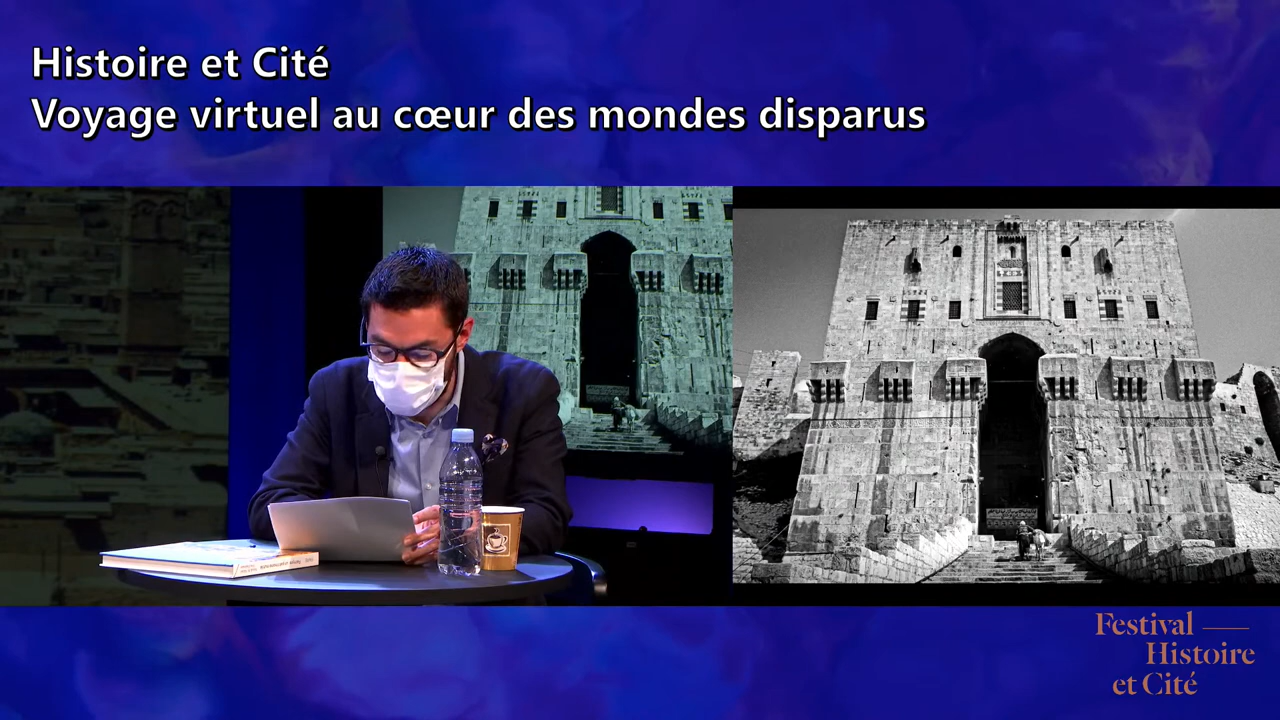 Histoire et Cité
Voyage virtuel au cœur des mondes disparus
Festival
Histoire
et Cité